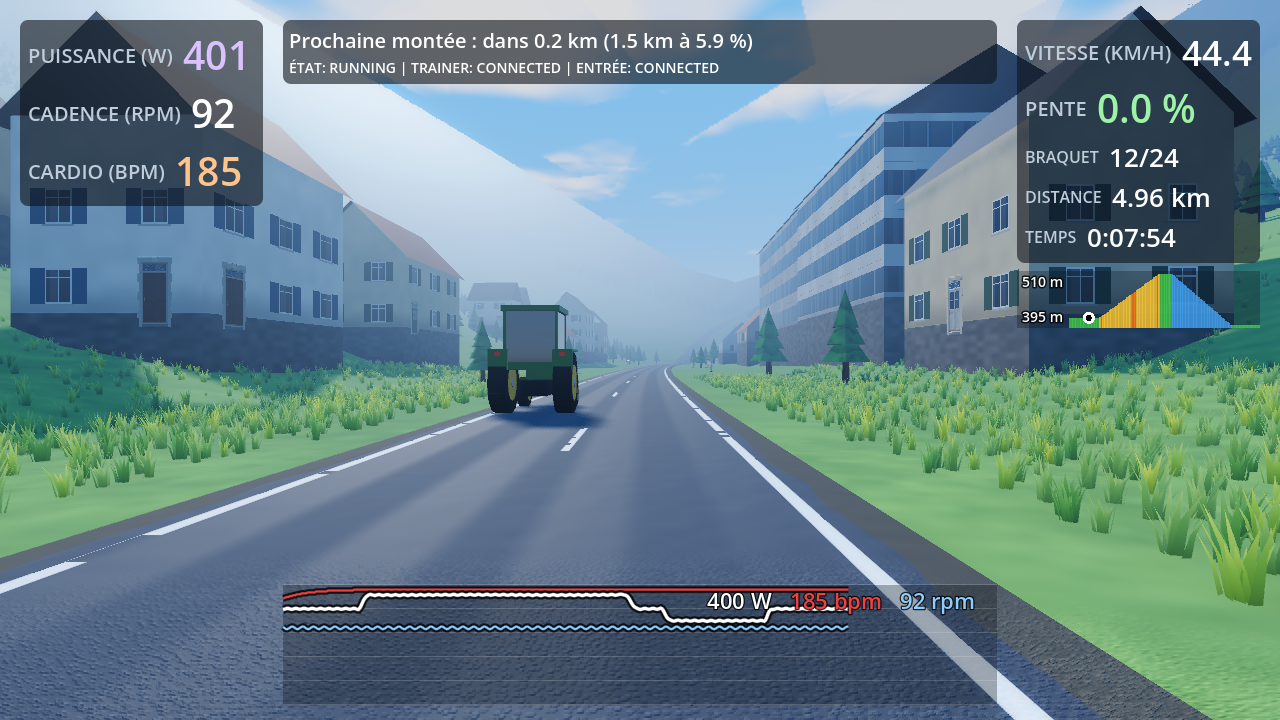 PUISSANCE (W) 401
CADENCE (RPM) 92
CARDIO (BPM) 185
Prochaine montée : dans 0.2 km (1.5 km à 5.9 %)
ÉTAT: RUNNING | TRAINER: CONNECTED | ENTRÉE: CONNECTED
VITESSE (KM/H) 44.4
PENTE 0.0 %
BRAQUET 12/24
DISTANCE 4.96 km
TEMPS 0:07:54
510 m
395 m
400 W 185 bpm 92 rpm